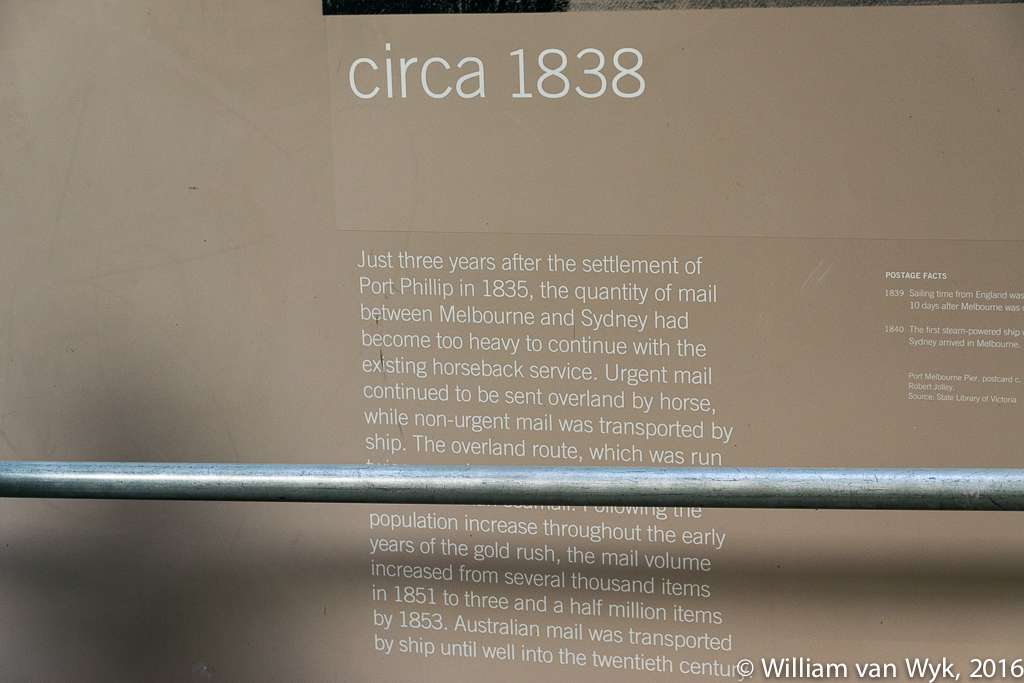 circa 1838
Just three years after the settlement of
Port Phillip in 1835, the quantity of mail
between Melbourne and Sydney had
become too heavy to continue with the
existing horseback service. Urgent mail
continued to be sent overland by horse,
while non-urgent mail was transported by
ship. The overland route, which was run
Following the
population increase throughout the early
years of the gold rush, the mail volume
increased from several thousand items
in 1851 to three and a half million items
by 1853. Australian mail was transported
by ship until well into the twentieth century
POSTAGE FACTS
1839 Sailing time from England was
10 days after Melbourne was
1840 The first steam-powered ship
Sydney arrived in Melbourne.
Port Melbourne Pier, postcard c.
Robert Jolley.
Source: State Library of Victoria
© William van Wyk, 2016